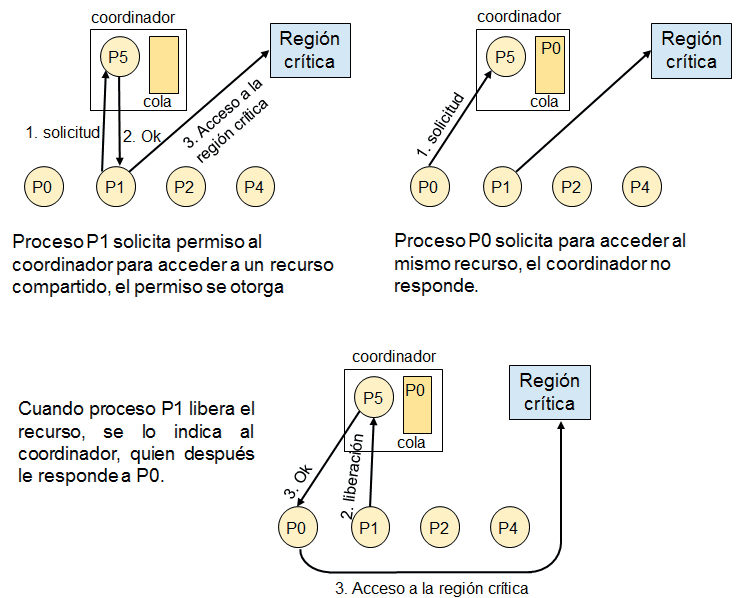 coordinador
P5
cola
Región
crítica
1. solicitud
2. Ok
3. Acceso a la
región crítica
P0
P1
P2
P4
Proceso P1 solicita permiso al
coordinador para acceder a un recurso
compartido, el permiso se otorga
coordinador
P5
P0
cola
Región
crítica
1. solicitud
P0
P1
P2
P4
Proceso P0 solicita para acceder al
mismo recurso, el coordinador no
responde.
Cuando proceso P1 libera el
recurso, se lo indica al
coordinador, quien después
le responde a P0.
coordinador
P5
P0
cola
Región
crítica
3. Ok
2. liberación
P0
P1
P2
P4
3. Acceso a la región crítica